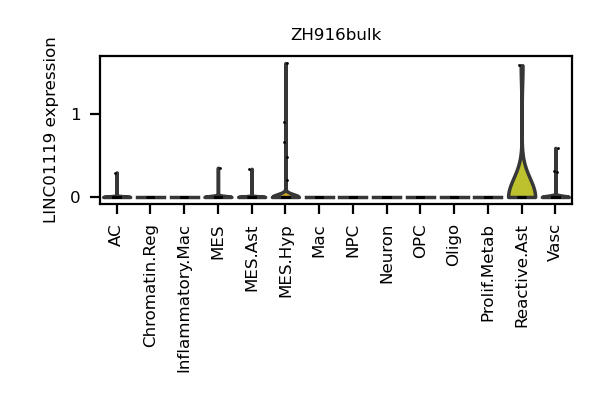 ZH916bulk
LINC01119 expression
1
0
AC
Chromatin.Reg
Inflammatory.Mac
MES
MES.Ast
MES.Hyp
Mac
NPC
Neuron
OPC
Oligo
Prolif.Metab
Reactive.Ast
Vasc